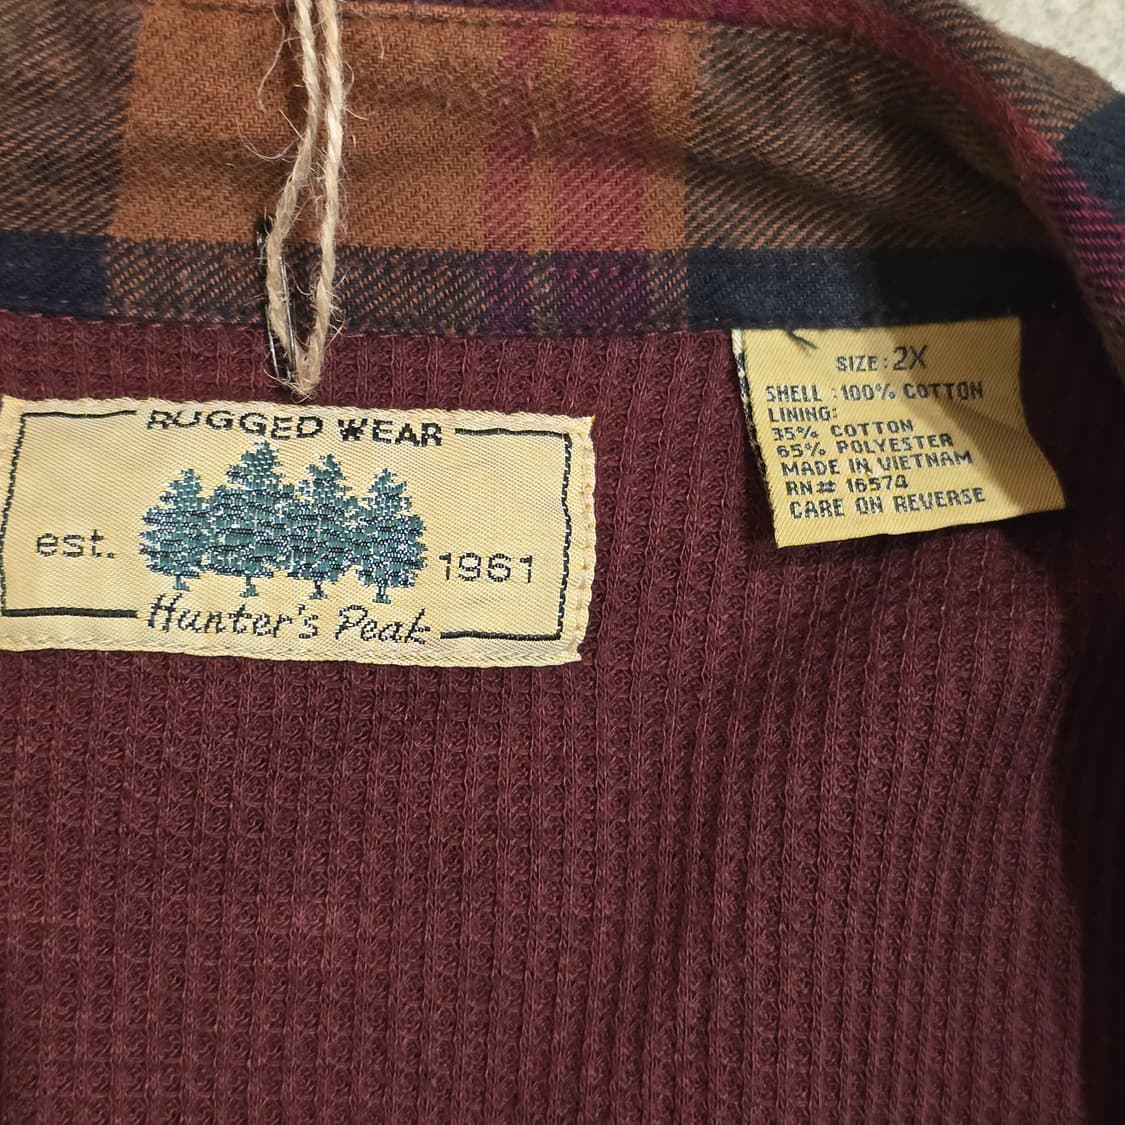 RUGGED WEAR
est. 1961
Hunter's Peak
SIZE: 2X
SHELL: 100% COTTON
LINING:
35% COTTON
65% POLYESTER
MADE IN VIETNAM
RN# 16574
CARE ON REVERSE